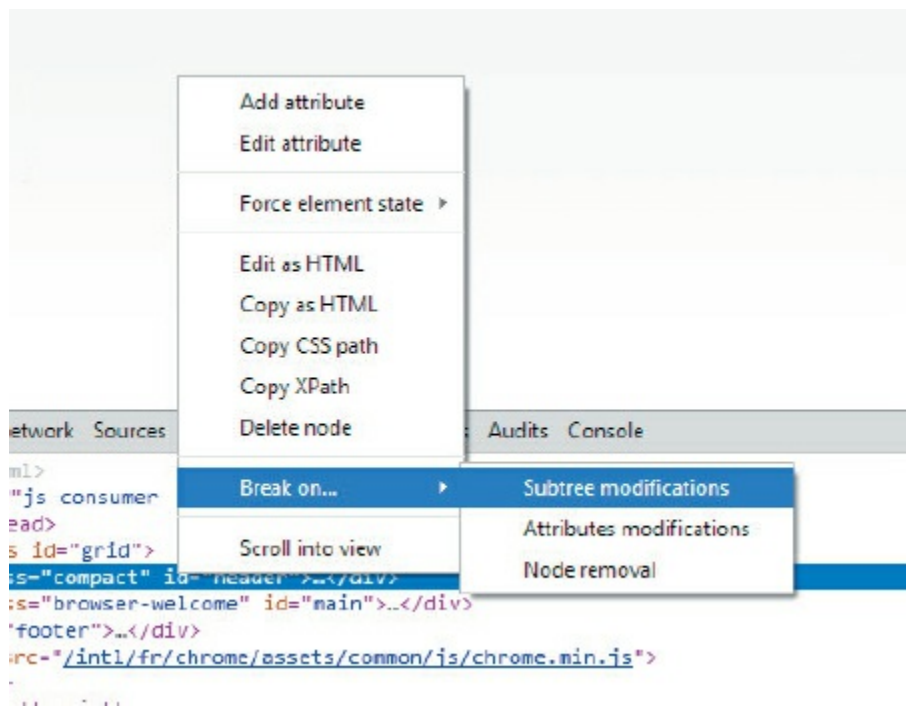 Add attribute
Edit attribute
Force element state
Edit as HTML
Copy as HTML
Copy CSS path
Copy XPath
Delete node
etwork Sources Audits Console
ml>
"js consumer
Break on... Subtree modifications
ead>
Attributes modifications
s id="grid">
Scroll into view
Node removal
ss="compact" id="header">…</div>
ss="browser-welcome" id="main">…</div>
"footer">…</div>
rc="/intl/fr/chrome/assets/common/js/chrome.min.js">